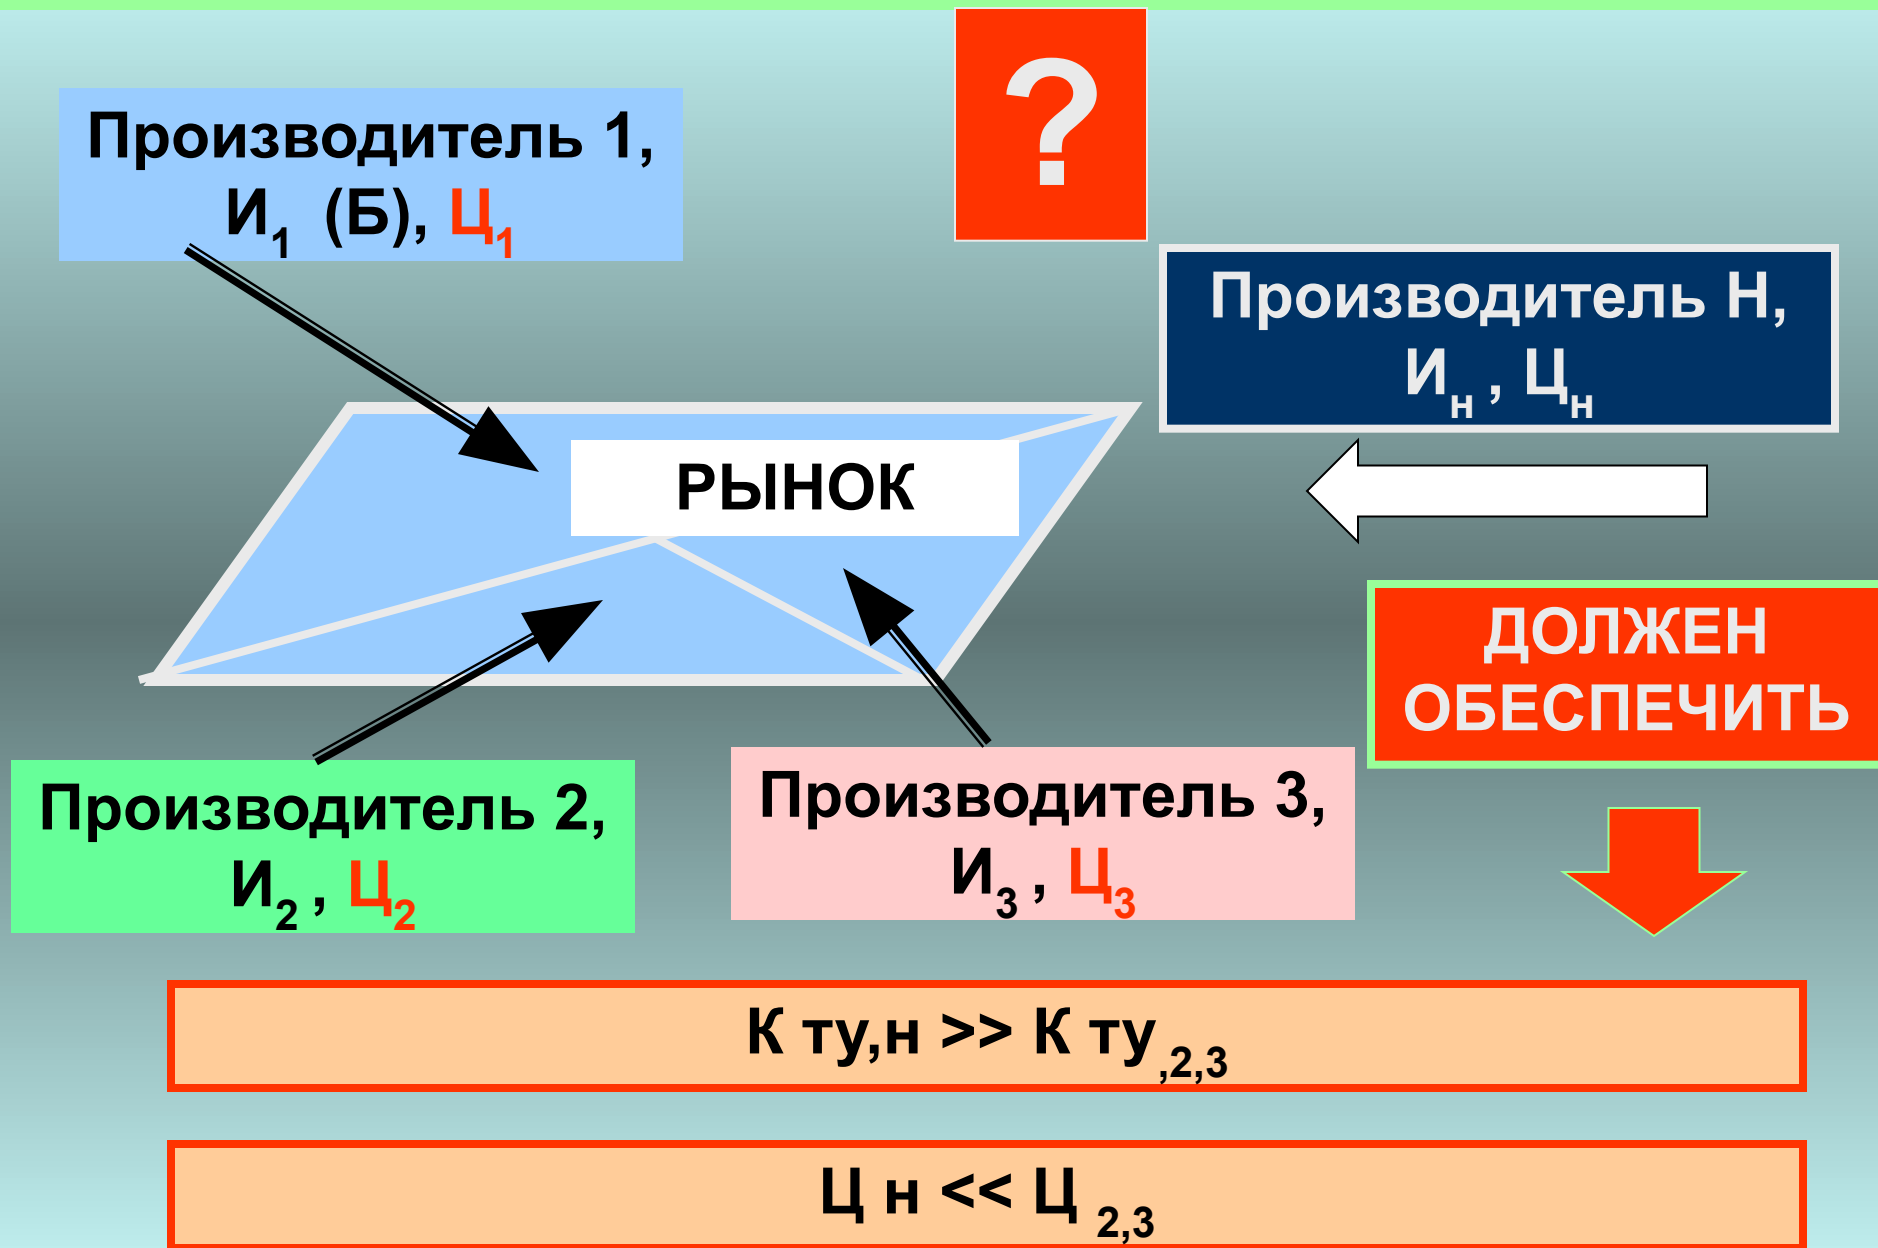 ?
Производитель 1,
И1 (Б), Ц1
Производитель Н,
Ин , Цн
РЫНОК
ДОЛЖЕН
ОБЕСПЕЧИТЬ
Производитель 2,
И2 , Ц2
Производитель 3,
И3 , Ц3
К ту,н >> К ту,2,3
Ц н << Ц 2,3